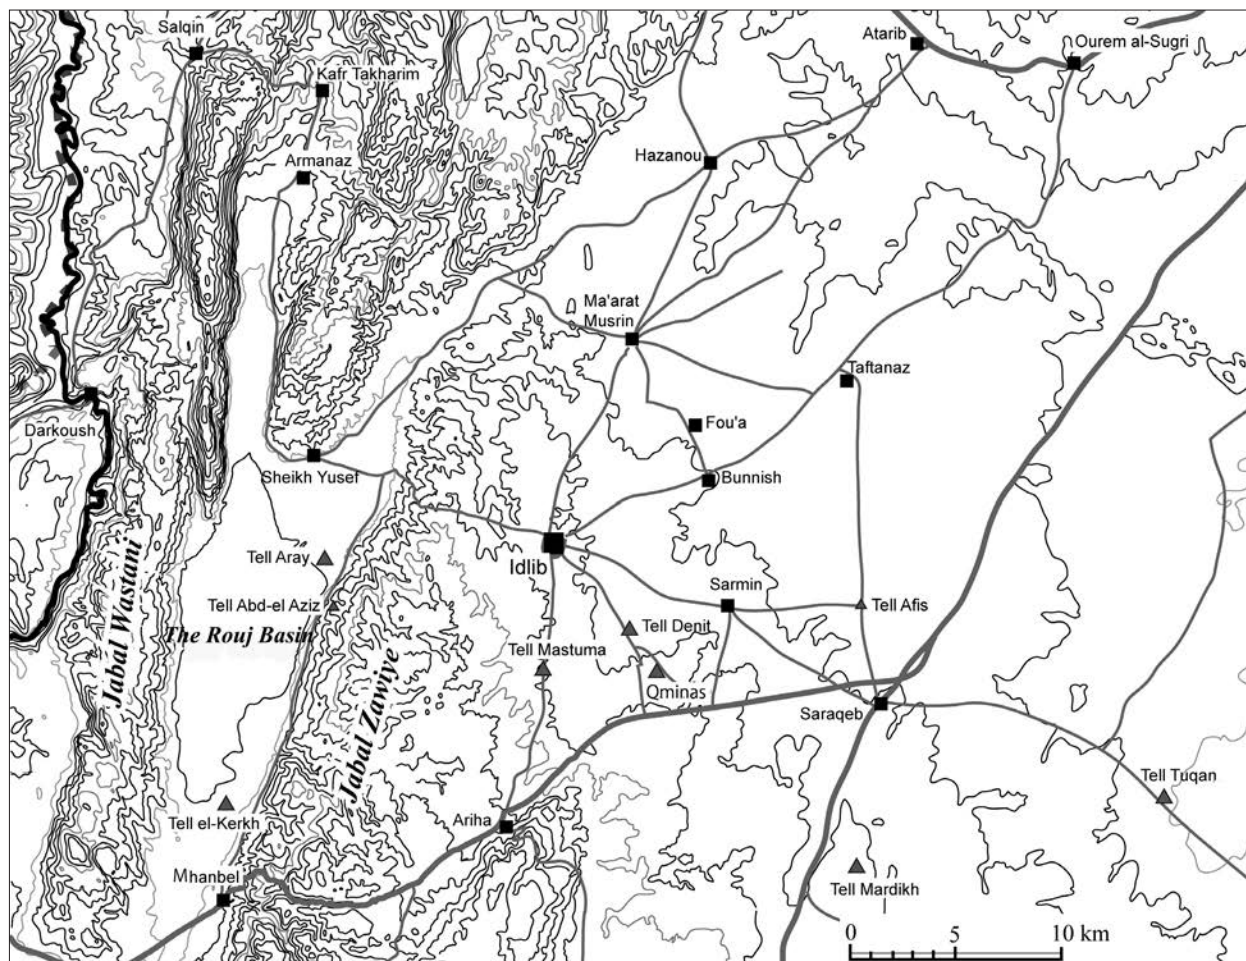 Salqin
Atarib
Ourem al-Sugri
Kafr Takharim
Hazanou
Armanaz
Ma'arat
Musrin
Taftanaz
Darkoush
Fou'a
Sheikh Yusef
Bunnish
Tell Aray
Idlib
Sarmin
Tell Abd-el Aziz
Tell Afis
The Rouj Basin
Tell Denit
Jabal Wastani
Tell Mastuma
Qminas
Jabal Zawiye
Saraqeb
Tell Tuqan
Tell el-Kerkh
Ariha
Mhanbel
Tell Mardikh
0 5 10 km